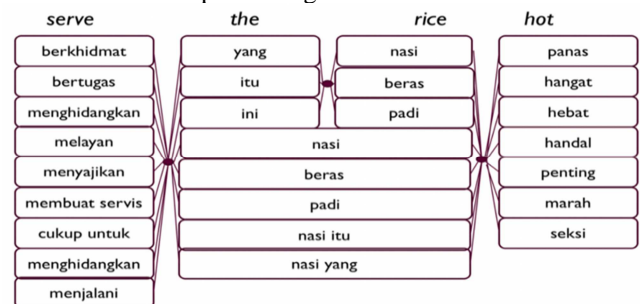 serve the rice hot
berkhidmat yang nasi panas
bertugas itu beras hangat
menghidangkan ini padi hebat
melayan nasi handal
menyajikan beras penting
membuat servis padi marah
cukup untuk nasi itu seksi
menghidangkan nasi yang
menjalani